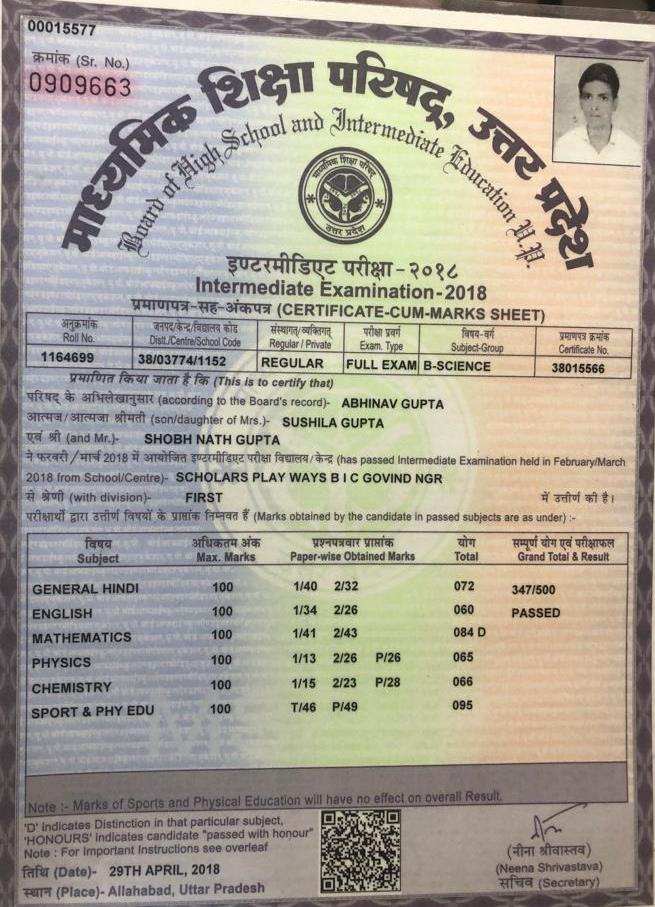 00015577
क्रमांक (Sr. No.)
0909663
माध्यमिक शिक्षा परिषद्, उत्तर प्रदेश
Board of High School and Intermediate Education U.P.
माध्यमिक शिक्षा परिषद
उत्तर प्रदेश
इण्टरमीडिएट परीक्षा - २०१८
Intermediate Examination-2018
प्रमाणपत्र-सह-अंकपत्र (CERTIFICATE-CUM-MARKS SHEET)
अनुक्रमांक जनपद/केन्द्र/विद्यालय कोड संस्थागत/व्यक्तिगत परीक्षा प्रवर्ग विषय-वर्ग प्रमाणपत्र क्रमांक
Roll No. Distt./Centre/School Code Regular / Private Exam. Type Subject-Group Certificate No.
1164699 38/03774/1152 REGULAR FULL EXAM B-SCIENCE 38015566
प्रमाणित किया जाता है कि (This is to certify that)
परिषद के अभिलेखानुसार (according to the Board's record)- ABHINAV GUPTA
आत्मज/आत्मजा श्रीमती (son/daughter of Mrs.)- SUSHILA GUPTA
एवं श्री (and Mr.)- SHOBH NATH GUPTA
ने फरवरी/मार्च 2018 में आयोजित इण्टरमीडिएट परीक्षा विद्यालय/केन्द्र (has passed Intermediate Examination held in February/March
2018 from School/Centre)- SCHOLARS PLAY WAYS B I C GOVIND NGR
से श्रेणी (with division)- FIRST में उत्तीर्ण की है।
परीक्षार्थी द्वारा उत्तीर्ण विषयों के प्राप्तांक निम्नवत हैं (Marks obtained by the candidate in passed subjects are as under) :-
विषय अधिकतम अंक प्रश्नपत्रवार प्राप्तांक योग सम्पूर्ण योग एवं परीक्षाफल
Subject Max. Marks Paper-wise Obtained Marks Total Grand Total & Result
GENERAL HINDI 100 1/40 2/32 072 347/500
ENGLISH 100 1/34 2/26 060 PASSED
MATHEMATICS 100 1/41 2/43 084 D
PHYSICS 100 1/13 2/26 P/26 065
CHEMISTRY 100 1/15 2/23 P/28 066
SPORT & PHY EDU 100 T/46 P/49 095
Note :- Marks of Sports and Physical Education will have no effect on overall Result.
'D' indicates Distinction in that particular subject,
'HONOURS' indicates candidate "passed with honour"
Note : For Important Instructions see overleaf
तिथि (Date)- 29TH APRIL, 2018
स्थान (Place)- Allahabad, Uttar Pradesh
(नीना श्रीवास्तव)
(Neena Shrivastava)
सचिव (Secretary)